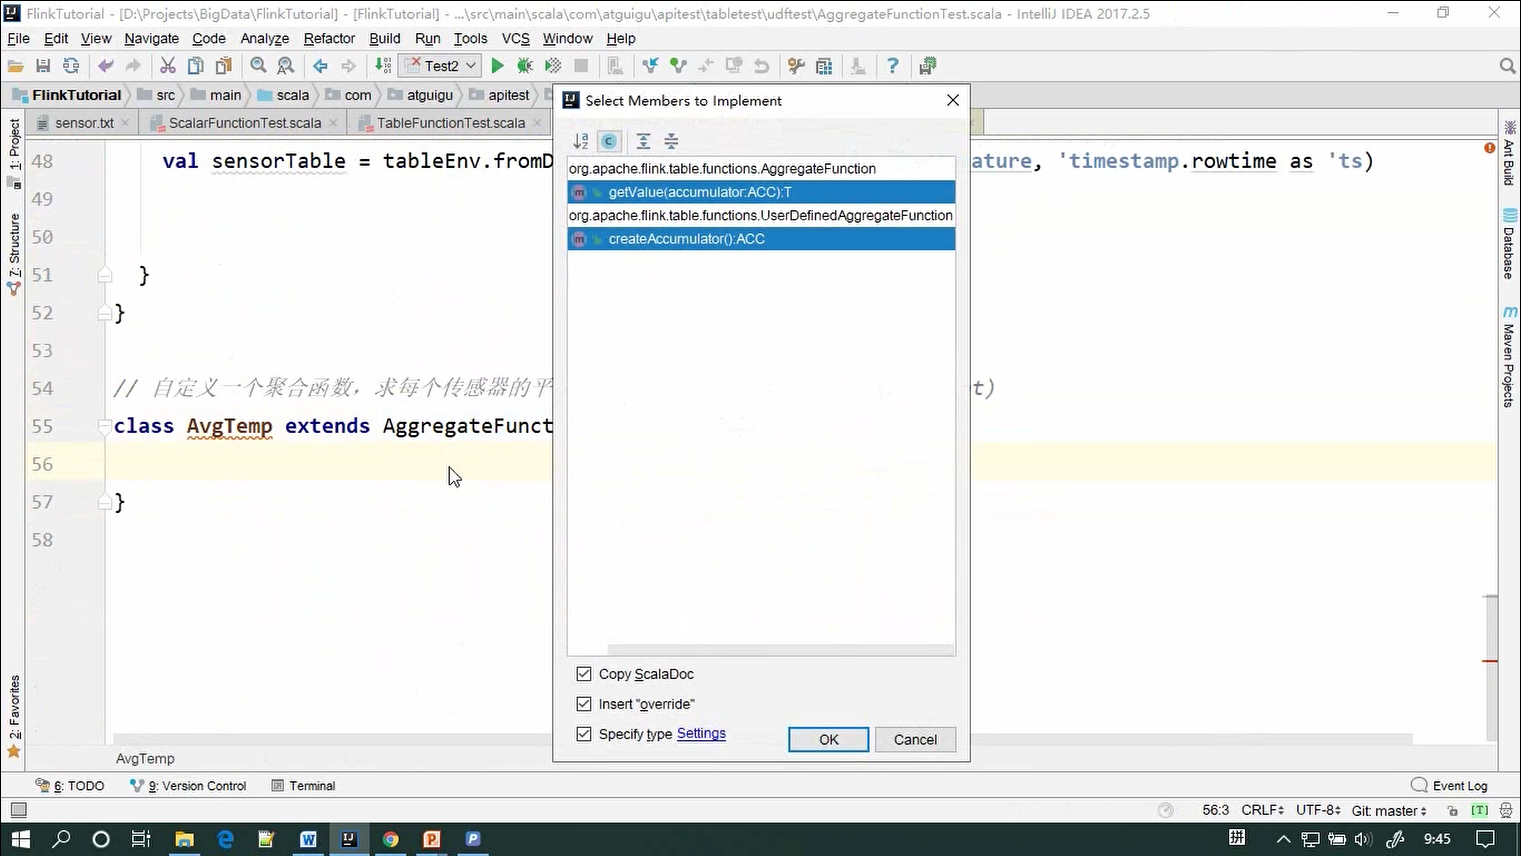 FlinkTutorial - [D:\Projects\BigData\FlinkTutorial] - [FlinkTutorial] - ...\src\main\scala\com\atguigu\apitest\tabletest\udftest\AggregateFunctionTest.scala - IntelliJ IDEA 2017.2.5
File Edit View Navigate Code Analyze Refactor Build Run Tools VCS Window Help
Test2
FlinkTutorial src main scala com atguigu apitest
sensor.txt ScalarFunctionTest.scala TableFunctionTest.scala
Select Members to Implement
org.apache.flink.table.functions.AggregateFunction
getValue(accumulator:ACC):T
org.apache.flink.table.functions.UserDefinedAggregateFunction
createAccumulator():ACC
Copy ScalaDoc
Insert "override"
Specify type Settings
OK Cancel
48 val sensorTable = tableEnv.fromD ature, 'timestamp.rowtime as 'ts)
49
50
51 }
52 }
53
54 // 自定义一个聚合函数，求每个传感器的平 t)
55 class AvgTemp extends AggregateFunct
56
57 }
58
AvgTemp
1: Project
7: Structure
2: Favorites
Ant Build
Database
Maven Projects
6: TODO 9: Version Control Terminal Event Log
56:3 CRLF UTF-8 Git: master [T]
拼 9:45